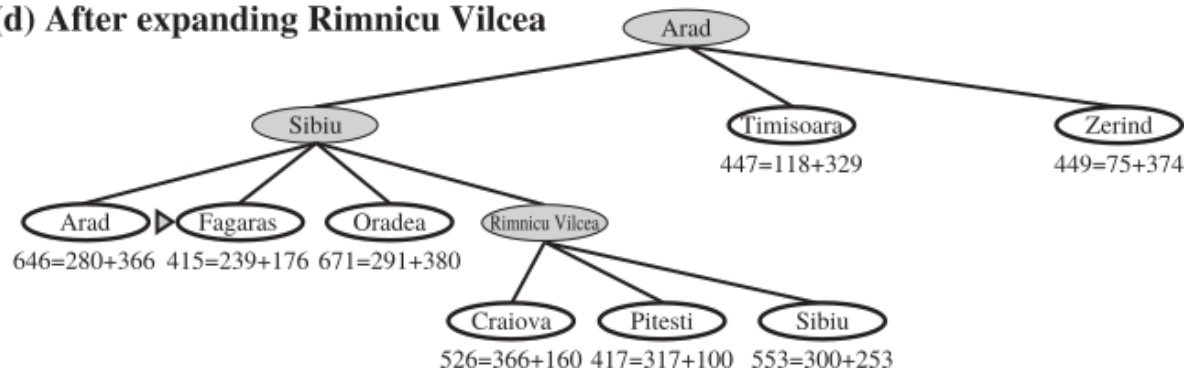 (d) After expanding Rimnicu Vilcea
Arad
Sibiu
Timisoara
Zerind
447=118+329
449=75+374
Arad
Fagaras
Oradea
Rimnicu Vilcea
646=280+366
415=239+176
671=291+380
Craiova
Pitesti
Sibiu
526=366+160
417=317+100
553=300+253